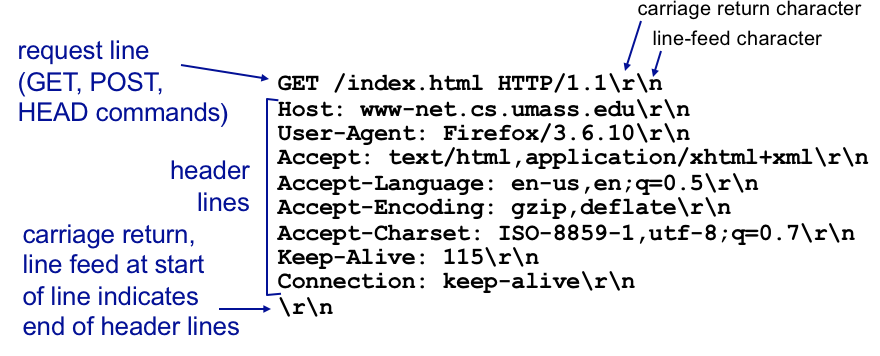 carriage return character
line-feed character
request line
(GET, POST,
HEAD commands)
GET /index.html HTTP/1.1\r\n
Host: www-net.cs.umass.edu\r\n
User-Agent: Firefox/3.6.10\r\n
Accept: text/html,application/xhtml+xml\r\n
Accept-Language: en-us,en;q=0.5\r\n
Accept-Encoding: gzip,deflate\r\n
Accept-Charset: ISO-8859-1,utf-8;q=0.7\r\n
Keep-Alive: 115\r\n
Connection: keep-alive\r\n
\r\n
header
lines
carriage return,
line feed at start
of line indicates
end of header lines